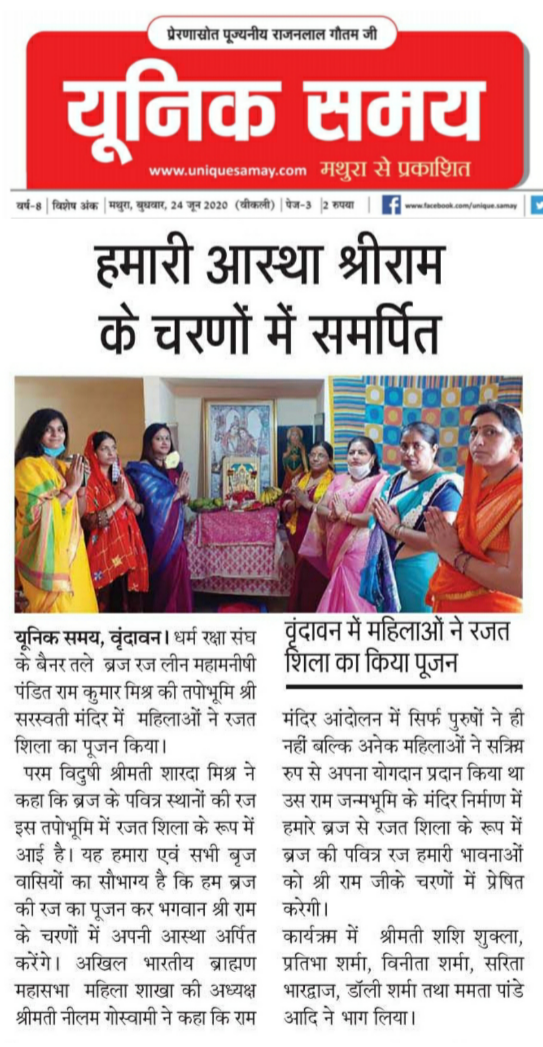 प्रेरणास्रोत पूज्यनीय राजनलाल गौतम जी
यूनिक समय
www.uniquesamay.com मथुरा से प्रकाशित
वर्ष-8 | विशेष अंक | मथुरा, बुधवार, 24 जून 2020 (वीकली) | पेज-3 | 2 रुपया | www.facebook.com/unique.samay
हमारी आस्था श्रीराम
के चरणों में समर्पित
यूनिक समय, वृंदावन। धर्म रक्षा संघ
के बैनर तले ब्रज रज लीन महामनीषी
पंडित राम कुमार मिश्र की तपोभूमि श्री
सरस्वती मंदिर में महिलाओं ने रजत
शिला का पूजन किया।
परम विदुषी श्रीमती शारदा मिश्र ने
कहा कि ब्रज के पवित्र स्थानों की रज
इस तपोभूमि में रजत शिला के रूप में
आई है। यह हमारा एवं सभी बृज
वासियों का सौभाग्य है कि हम ब्रज
की रज का पूजन कर भगवान श्री राम
के चरणों में अपनी आस्था अर्पित
करेंगे। अखिल भारतीय ब्राह्मण
महासभा महिला शाखा की अध्यक्ष
श्रीमती नीलम गोस्वामी ने कहा कि राम
वृंदावन में महिलाओं ने रजत
शिला का किया पूजन
मंदिर आंदोलन में सिर्फ पुरुषों ने ही
नहीं बल्कि अनेक महिलाओं ने सक्रिय
रुप से अपना योगदान प्रदान किया था
उस राम जन्मभूमि के मंदिर निर्माण में
हमारे ब्रज से रजत शिला के रूप में
ब्रज की पवित्र रज हमारी भावनाओं
को श्री राम जीके चरणों में प्रेषित
करेगी।
कार्यक्रम में श्रीमती शशि शुक्ला,
प्रतिभा शर्मा, विनीता शर्मा, सरिता
भारद्वाज, डॉली शर्मा तथा ममता पांडे
आदि ने भाग लिया।